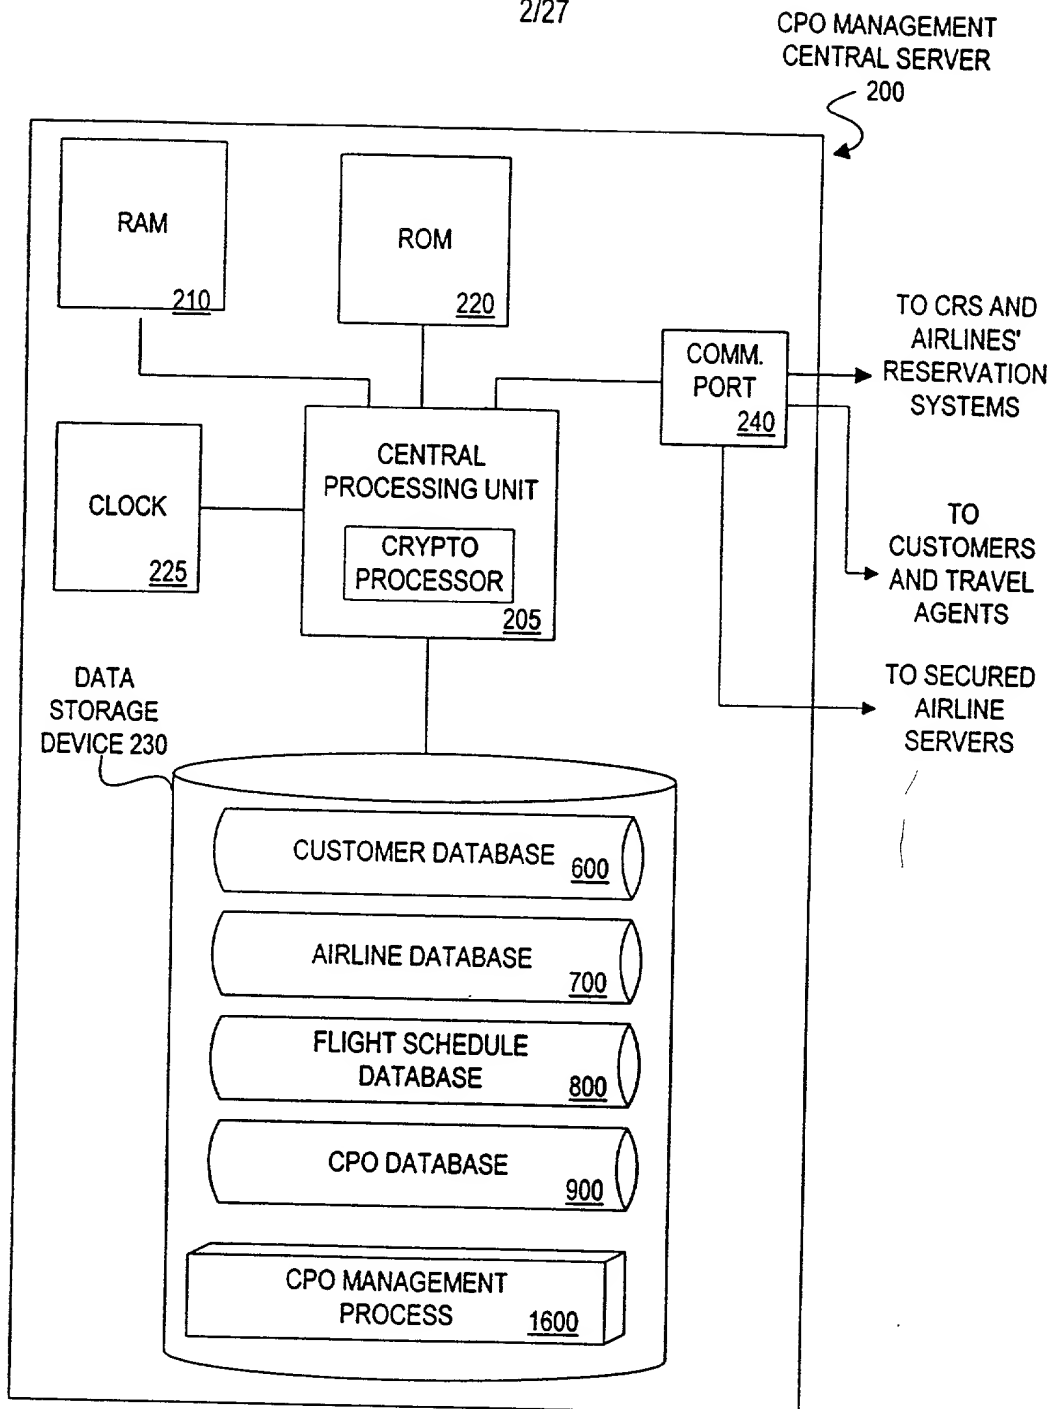 2/27
CPO MANAGEMENT
CENTRAL SERVER
200
RAM
210
ROM
220
COMM.
PORT
240
TO CRS AND
AIRLINES'
RESERVATION
SYSTEMS
CLOCK
225
CENTRAL
PROCESSING UNIT
CRYPTO
PROCESSOR
205
TO
CUSTOMERS
AND TRAVEL
AGENTS
TO SECURED
AIRLINE
SERVERS
DATA
STORAGE
DEVICE 230
CUSTOMER DATABASE
600
AIRLINE DATABASE
700
FLIGHT SCHEDULE
DATABASE
800
CPO DATABASE
900
CPO MANAGEMENT
PROCESS
1600